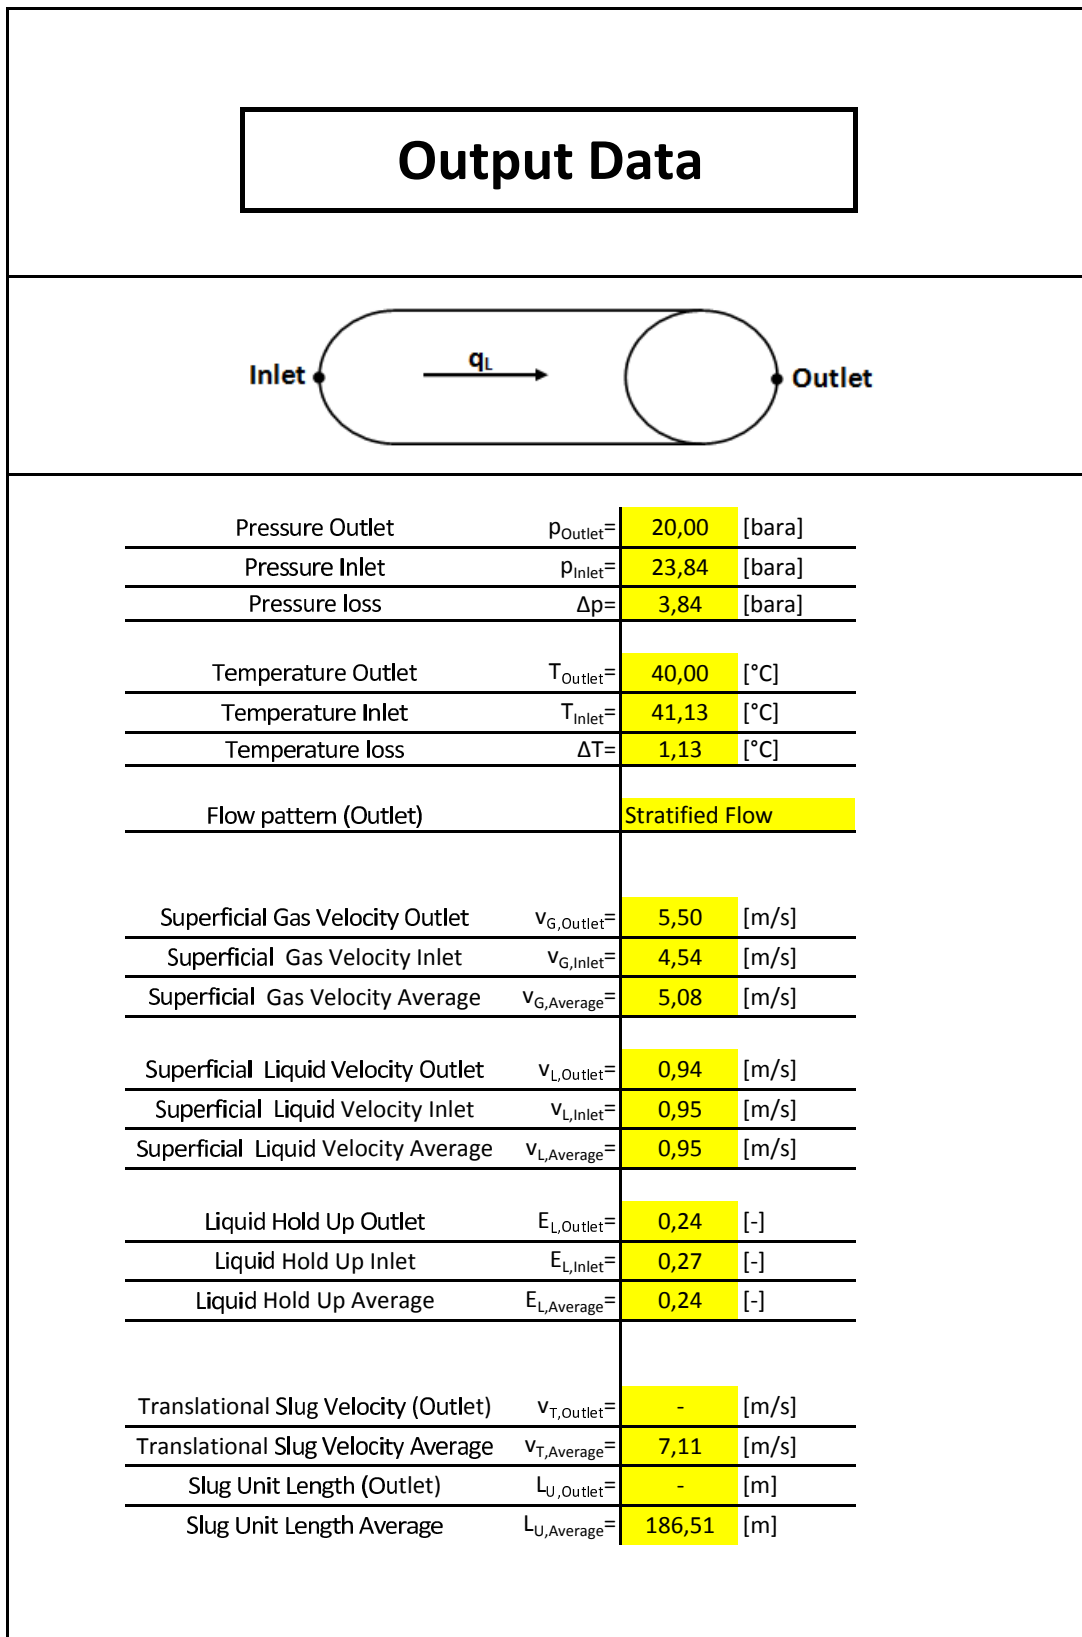 Output Data
Inlet qL Outlet
Pressure Outlet pOutlet= 20,00 [bara]
Pressure Inlet pInlet= 23,84 [bara]
Pressure loss Δp= 3,84 [bara]
Temperature Outlet TOutlet= 40,00 [°C]
Temperature Inlet TInlet= 41,13 [°C]
Temperature loss ΔT= 1,13 [°C]
Flow pattern (Outlet) Stratified Flow
Superficial Gas Velocity Outlet vG,Outlet= 5,50 [m/s]
Superficial Gas Velocity Inlet vG,Inlet= 4,54 [m/s]
Superficial Gas Velocity Average vG,Average= 5,08 [m/s]
Superficial Liquid Velocity Outlet vL,Outlet= 0,94 [m/s]
Superficial Liquid Velocity Inlet vL,Inlet= 0,95 [m/s]
Superficial Liquid Velocity Average vL,Average= 0,95 [m/s]
Liquid Hold Up Outlet EL,Outlet= 0,24 [-]
Liquid Hold Up Inlet EL,Inlet= 0,27 [-]
Liquid Hold Up Average EL,Average= 0,24 [-]
Translational Slug Velocity (Outlet) vT,Outlet= - [m/s]
Translational Slug Velocity Average vT,Average= 7,11 [m/s]
Slug Unit Length (Outlet) LU,Outlet= - [m]
Slug Unit Length Average LU,Average= 186,51 [m]